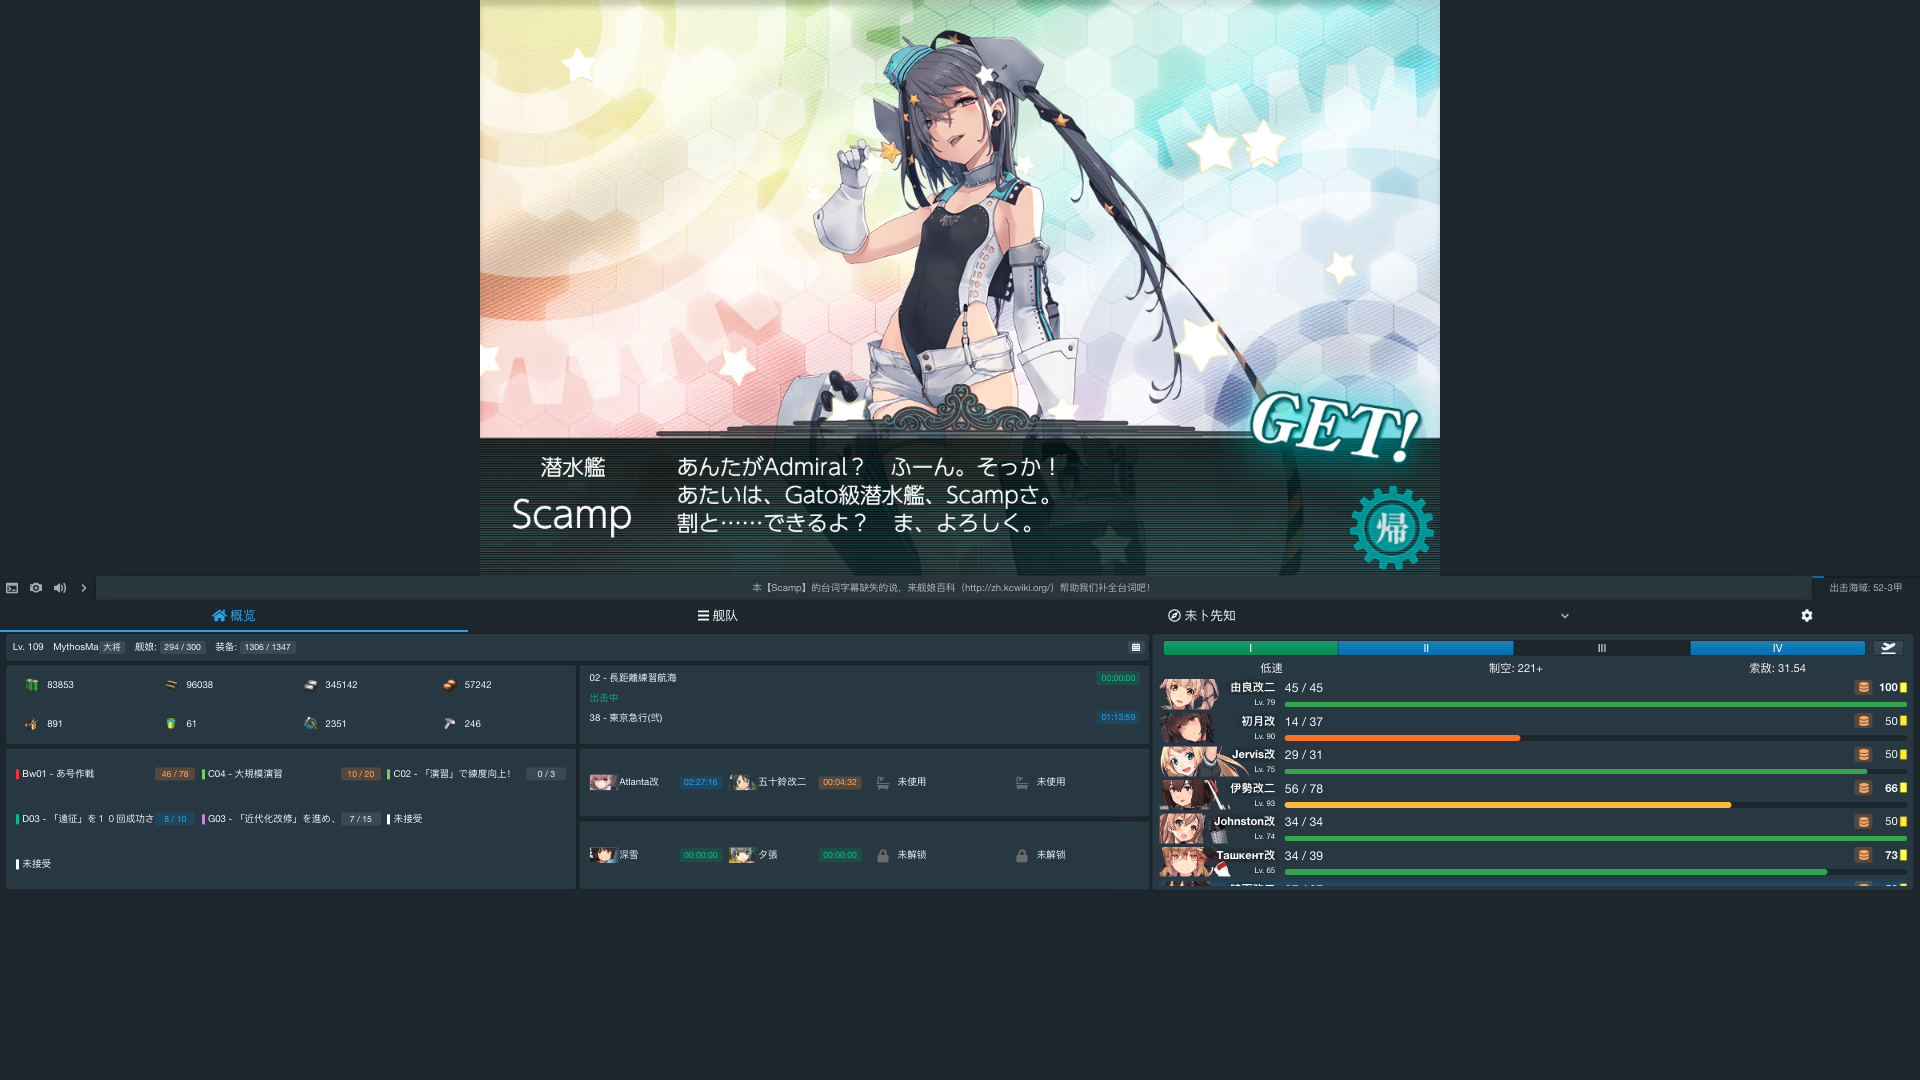 GET!
潜水艦
Scamp
あんたがAdmiral？　ふーん。そっか！
あたいは、Gato級潜水艦、Scampさ。
割と……できるよ？　ま、よろしく。
帰
本【Scamp】的台词字幕缺失的说，来舰娘百科（http://zh.kcwiki.org/）帮助我们补全台词吧!
出击海域: 52-3甲
概览
舰队
未卜先知
Lv. 109 MythosMa 大将 舰娘: 294 / 300 装备: 1306 / 1347
83853 96038 345142 57242
891 61 2351 246
Bw01 - あ号作戦 46 / 78
C04 - 大規模演習 10 / 20
C02 - 「演習」で練度向上! 0 / 3
D03 - 「遠征」を１０回成功さ 8 / 10
G03 - 「近代化改修」を進め、 7 / 15
未接受
未接受
02 - 長距離練習航海 00:00:00
出击中
38 - 東京急行(弐) 01:13:59
Atlanta改 02:27:16 五十鈴改二 00:04:32 未使用 未使用
深雪 00:00:00 夕張 00:00:00 未解锁 未解锁
I II III IV
低速 制空: 221+ 索敌: 31.54
由良改二 45 / 45 100
Lv. 79
初月改 14 / 37 50
Lv. 90
Jervis改 29 / 31 50
Lv. 75
伊勢改二 56 / 78 66
Lv. 93
Johnston改 34 / 34 50
Lv. 74
Ташкент改 34 / 39 73
Lv. 65